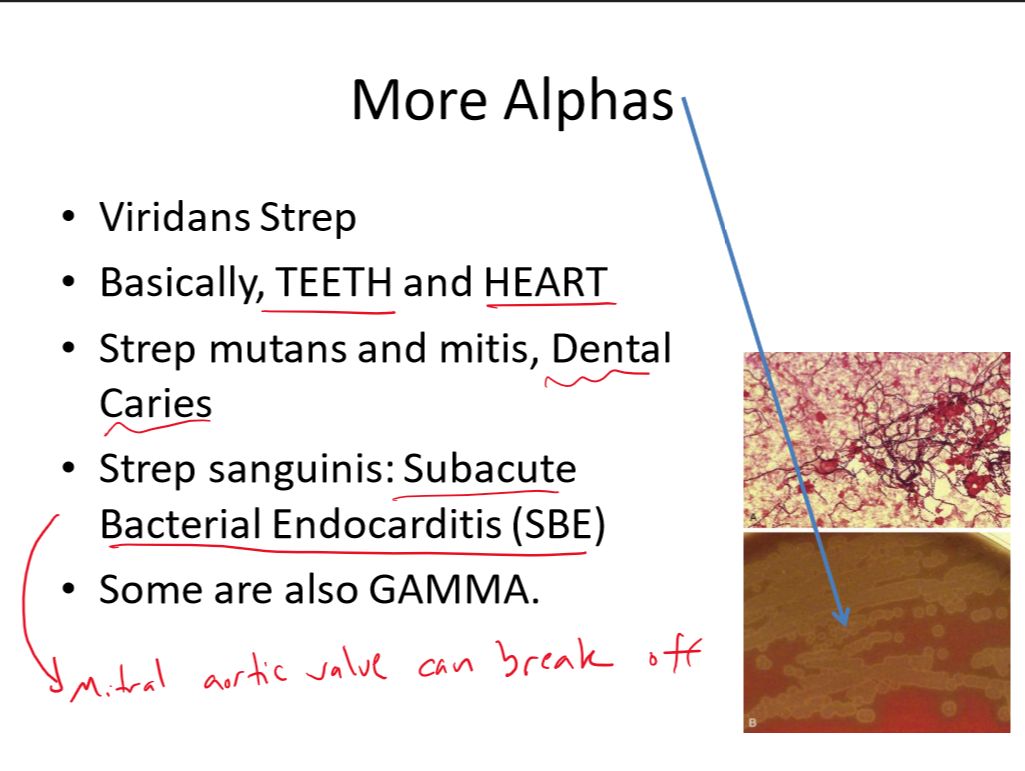 More Alphas
• Viridans Strep
• Basically, TEETH and HEART
• Strep mutans and mitis, Dental
Caries
• Strep sanguinis: Subacute
Bacterial Endocarditis (SBE)
• Some are also GAMMA.
Mitral aortic valve can break off
A
B